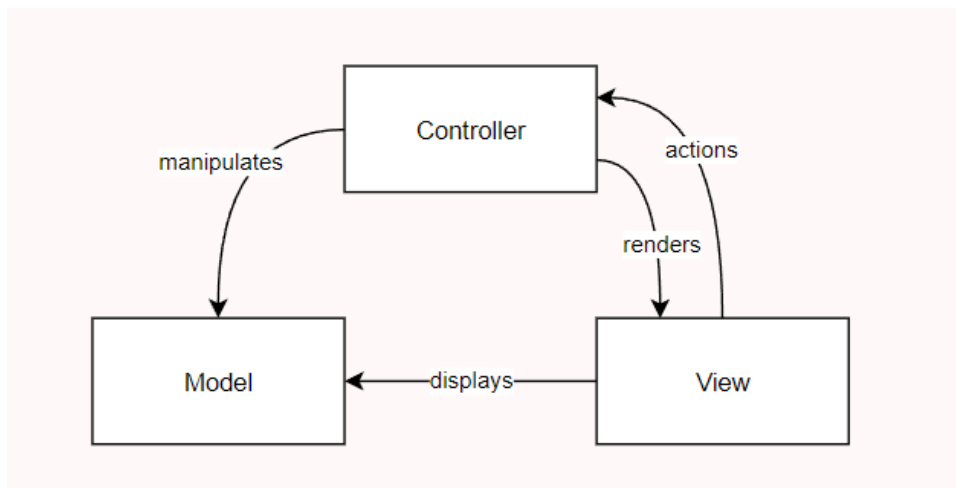 Controller
manipulates
actions
renders
Model
displays
View